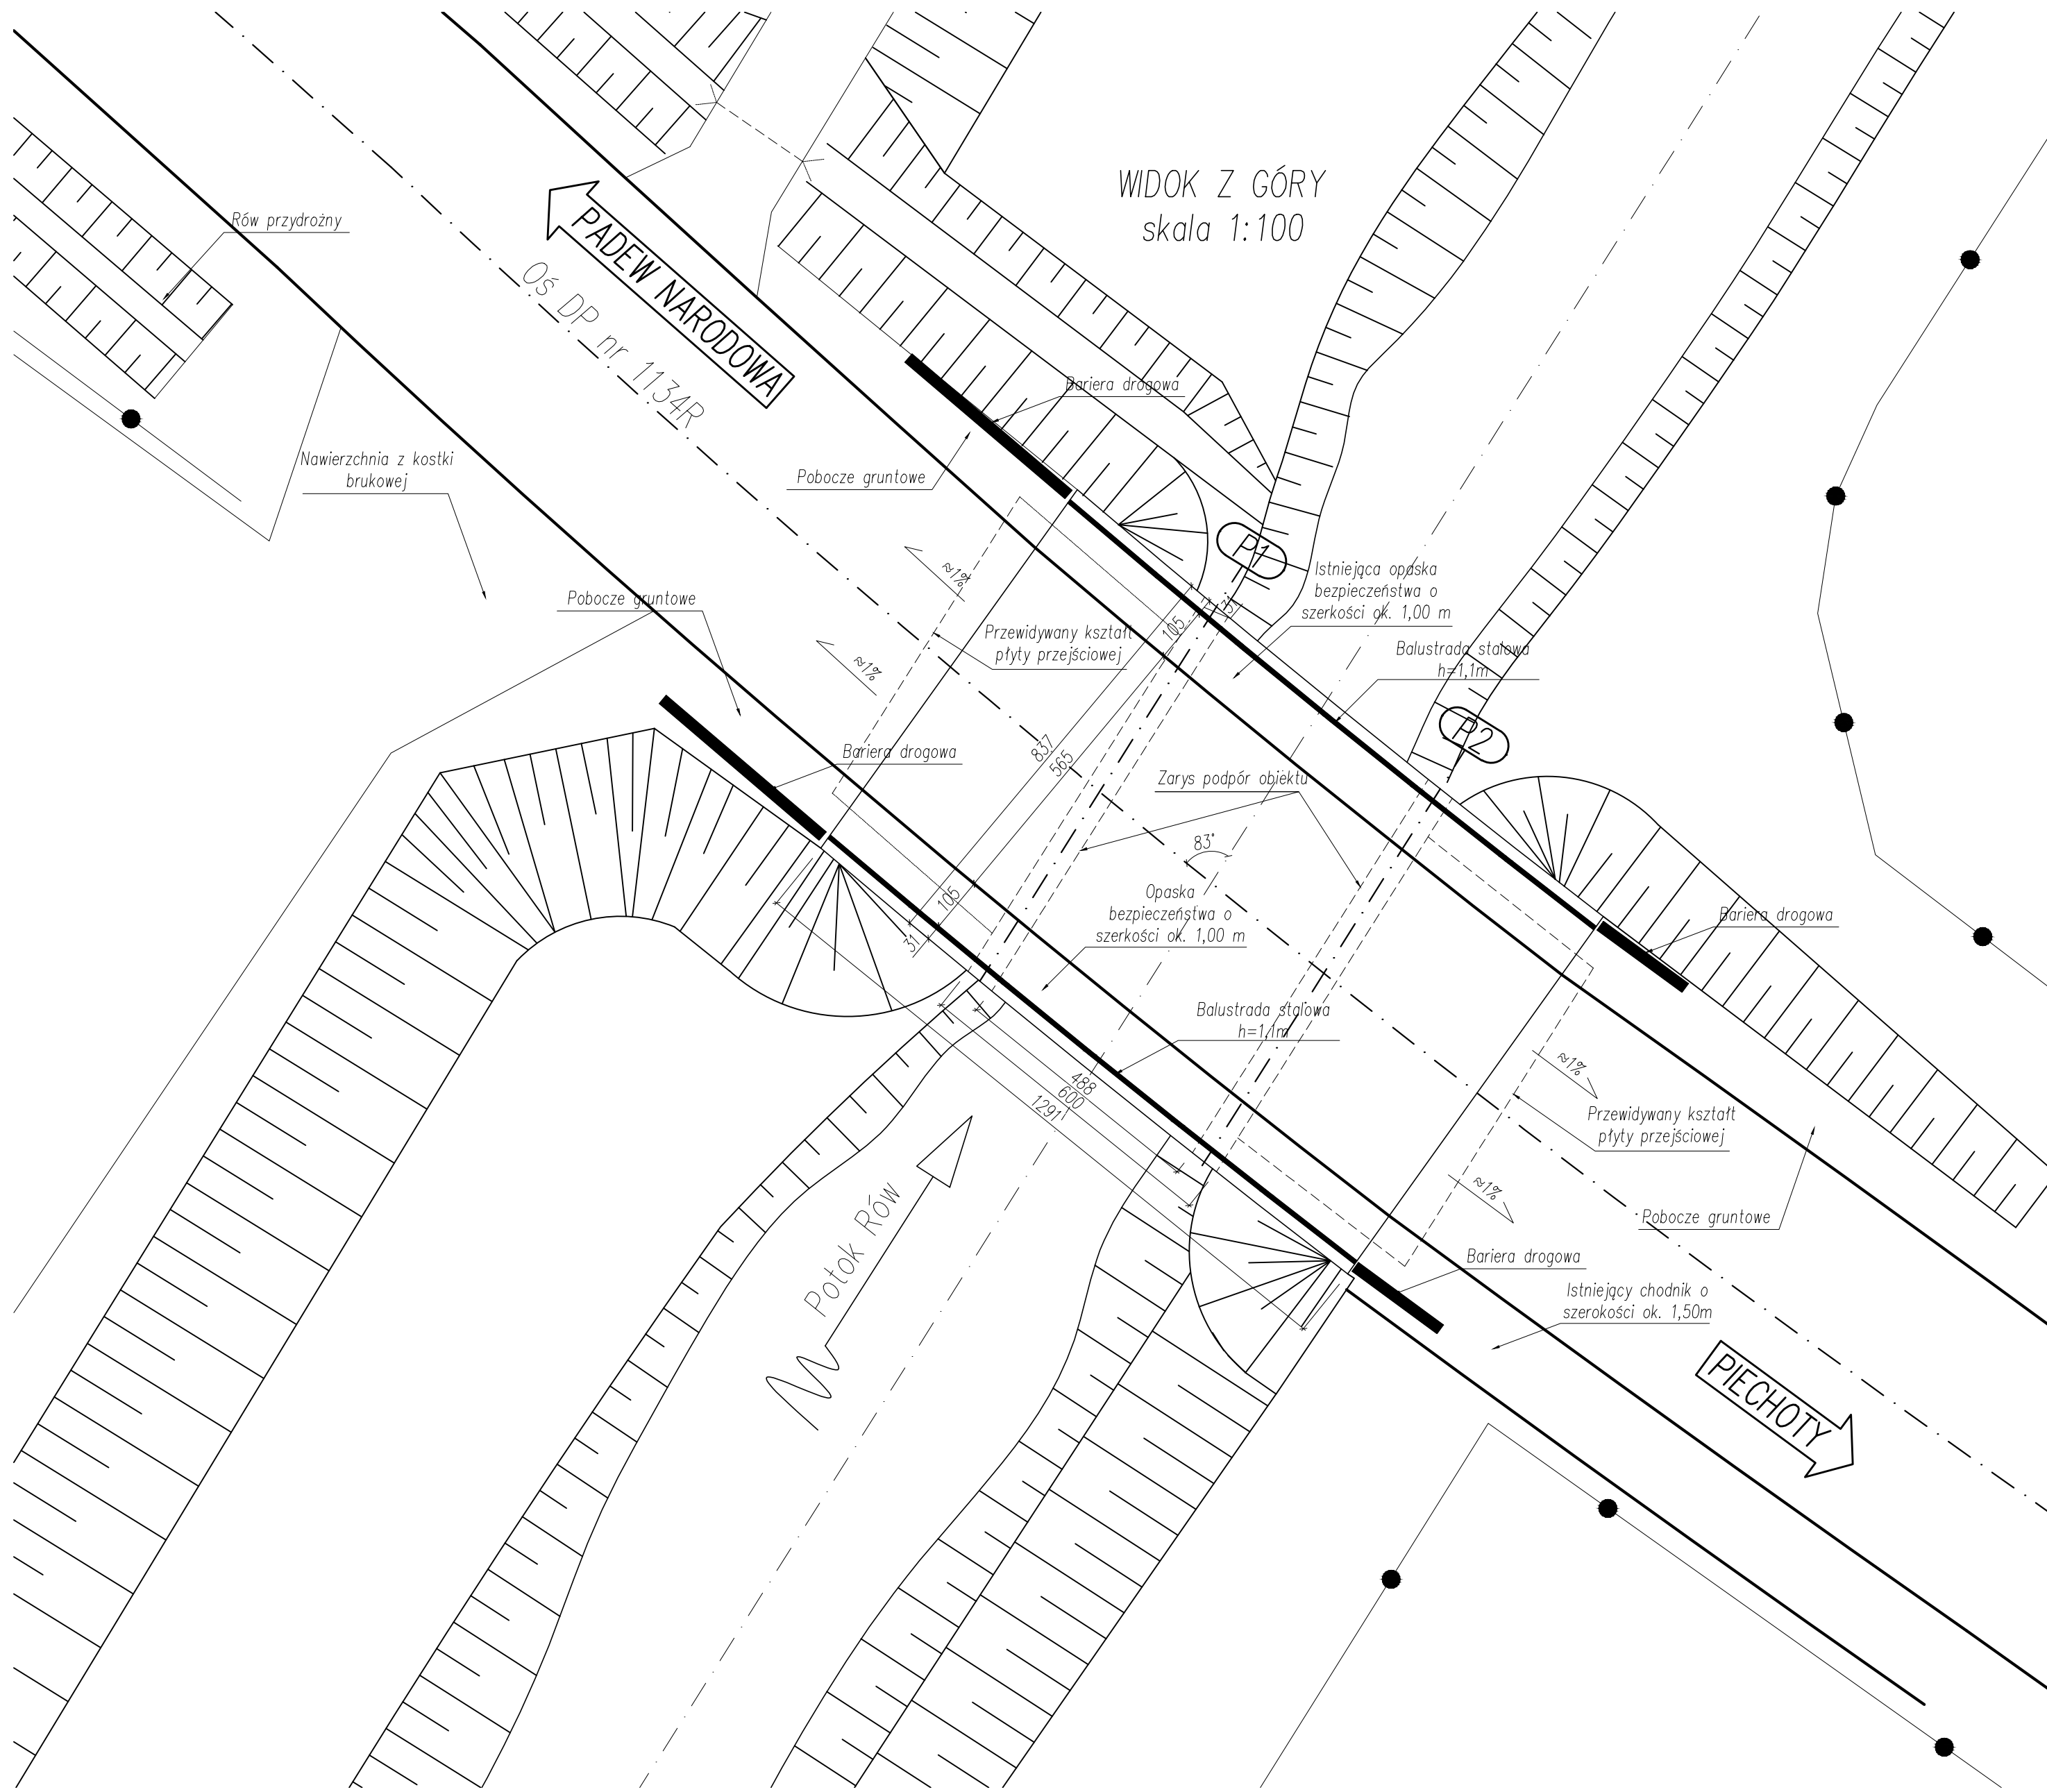 WIDOK Z GÓRY
skala 1:100
Rów przydrożny
PADEW NARODOWA
Oś DP nr 1134R
Bariera drogowa
Nawierzchnia z kostki
brukowej
Pobocze gruntowe
P1
≈1%
Istniejąca opaska
bezpieczeństwa o
szerkości ok. 1,00 m
Pobocze gruntowe
31
105
Przewidywany kształt
płyty przejściowej
Balustrada stalowa
h=1,1m
≈1%
P2
837
565
Bariera drogowa
Zarys podpór obiektu
83°
Opaska
bezpieczeństwa o
szerkości ok. 1,00 m
105
31
Bariera drogowa
Balustrada stalowa
h=1,1m
488
600
1291
≈1%
Przewidywany kształt
płyty przejściowej
≈1%
Potok Rów
Pobocze gruntowe
Bariera drogowa
Istniejący chodnik o
szerokości ok. 1,50m
PIECHOTY